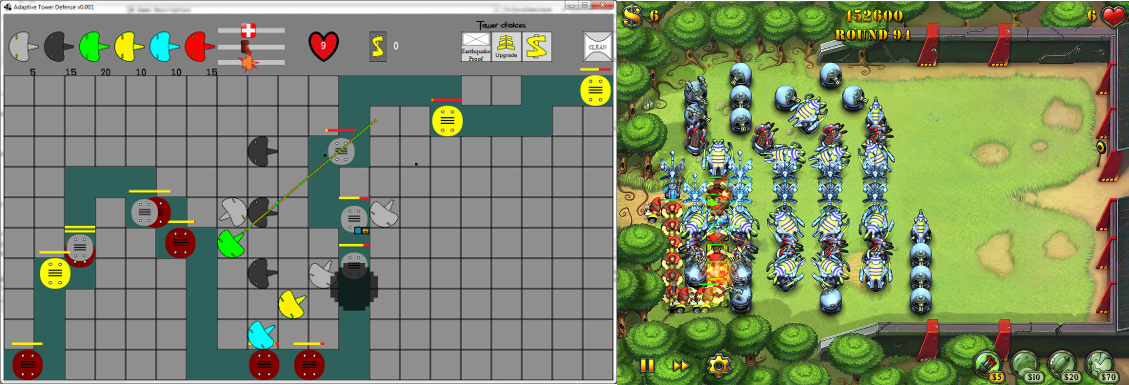 Adaptive Tower Defence v0.001
Tower choices
9
0
Earthquake
Proof
Upgrade
CLEAN
5 15 20 10 10 15
6
452600
6
ROUND 94
$5
$10
$20
$70